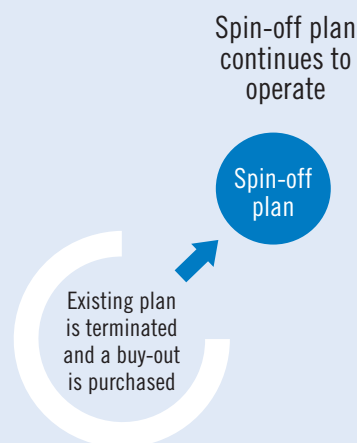 Spin-off plan
continues to
operate
Spin-off
plan
Existing plan
is terminated
and a buy-out
is purchased